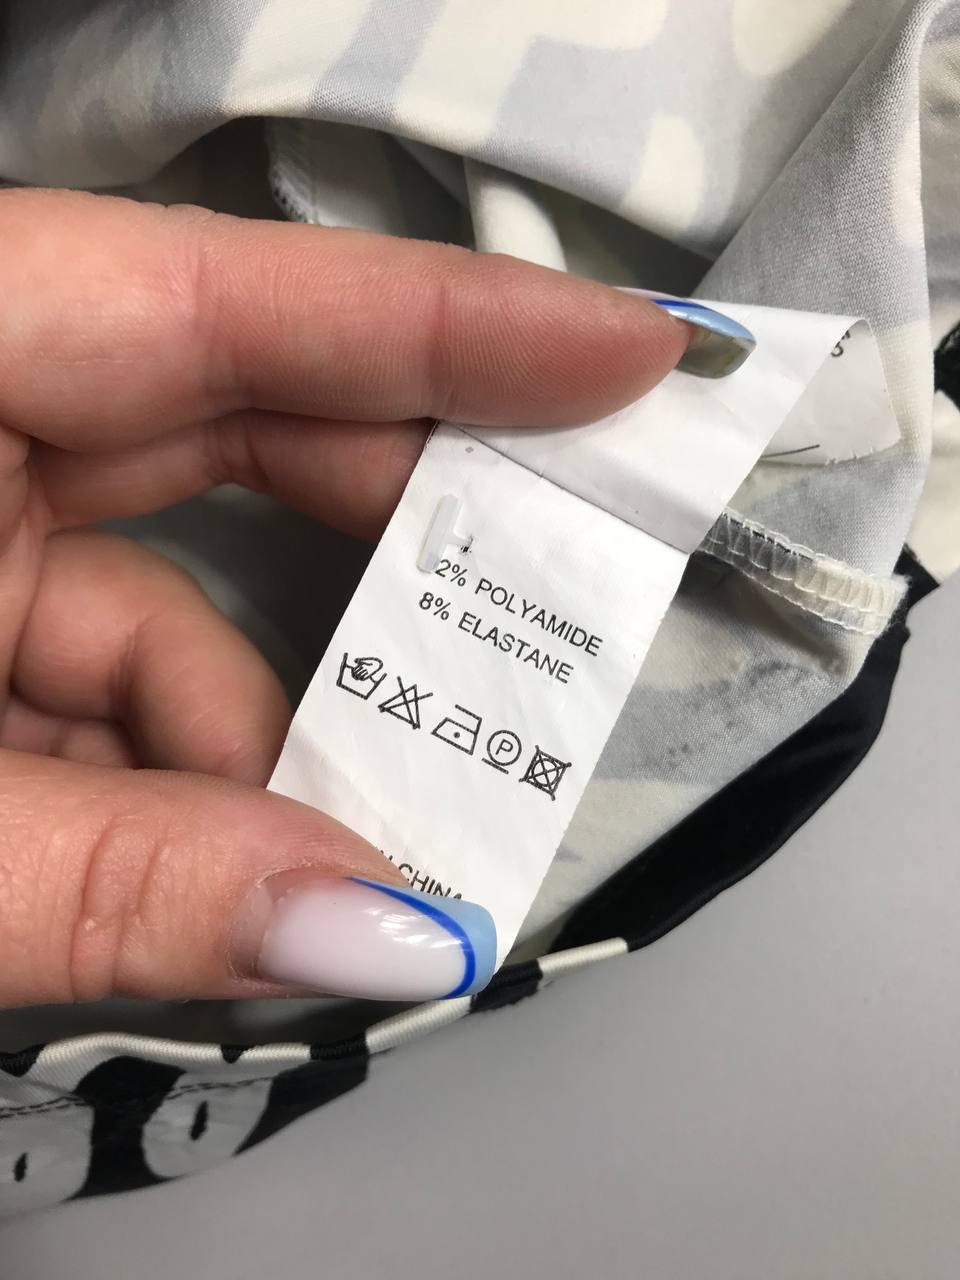 2% POLYAMIDE
8% ELASTANE
P
CHINA